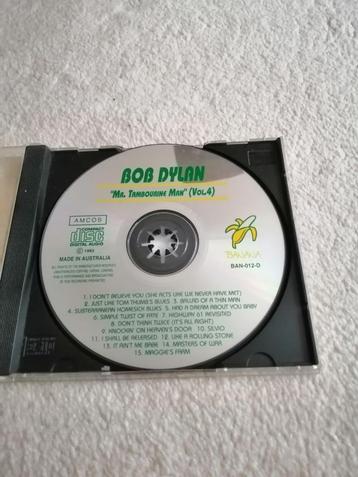 BOB DYLAN
"MR. TAMBOURINE MAN" (VOL.4)
AMCOS
COMPACT
disc
DIGITAL AUDIO
© 1993
MADE IN AUSTRALIA
BANANA
BAN-012-D
1. I DON'T BELIEVE YOU (SHE ACTS LIKE WE NEVER HAVE MET)
2. JUST LIKE TOM THUMB'S BLUES 3. BALLAD OF A THIN MAN
4. SUBTERRANEAN HOMESICK BLUES 5. HAD A DREAM ABOUT YOU BABY
6. SIMPLE TWIST OF FATE 7. HIGHWAY 61 REVISITED
8. DON'T THINK TWICE (IT'S ALL RIGHT)
9. KNOCKIN' ON HEAVEN'S DOOR 10. SILVIO
11. I SHALL BE RELEASED 12. LIKE A ROLLING STONE
13. IT AIN'T ME BABE 14. MASTERS OF WAR
15. MAGGIE'S FARM